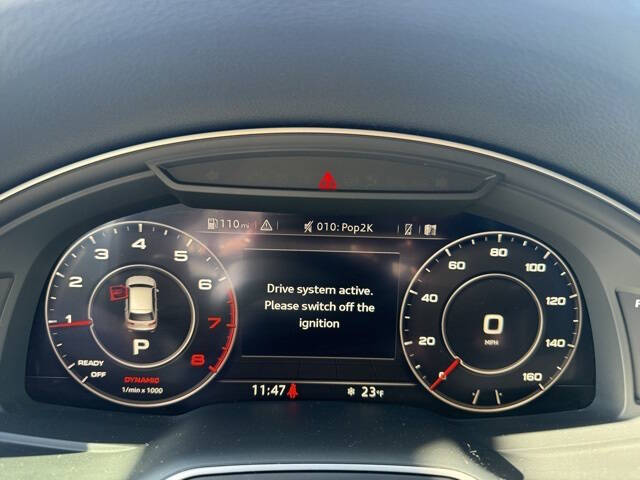 110 mi 010: Pop2K
Drive system active.
Please switch off the
ignition
1 2 3 4 5 6 7 8
READY
OFF
P
DYNAMIC
1/min x 1000
0 20 40 60 80 100 120 140 160
0
MPH
11:47 23°F